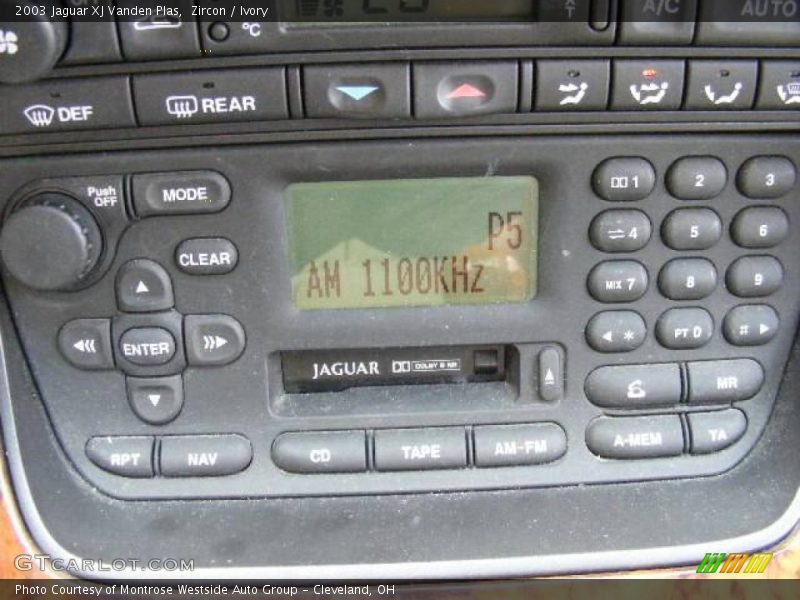 2003 Jaguar XJ Vanden Plas,  Zircon / Ivory
°C
A/C
AUTO
DEF
REAR
Push OFF
MODE
CLEAR
ENTER
RPT
NAV
P5
AM 1100KHz
JAGUAR DOLBY B NR
CD
TAPE
AM-FM
1
2
3
4
5
6
MIX 7
8
9
*
PT 0
#
MR
A-MEM
TA
GTcarlot.com
Photo Courtesy of Montrose Westside Auto Group - Cleveland, OH